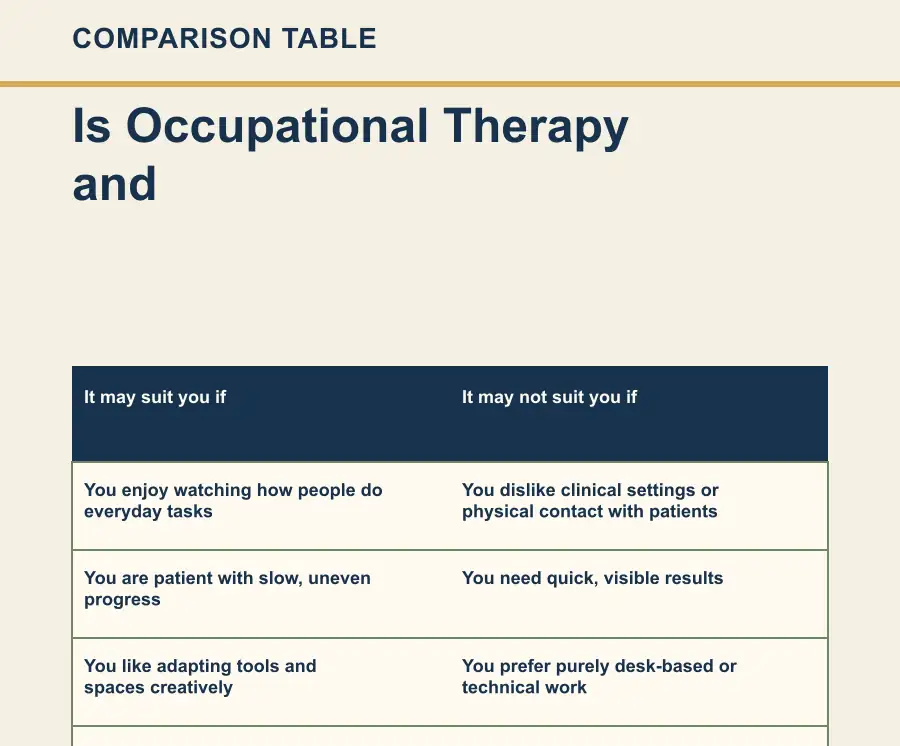 COMPARISON TABLE
Is Occupational Therapy
and
It may suit you if
It may not suit you if
You enjoy watching how people do
everyday tasks
You dislike clinical settings or
physical contact with patients
You are patient with slow, uneven
progress
You need quick, visible results
You like adapting tools and
spaces creatively
You prefer purely desk-based or
technical work